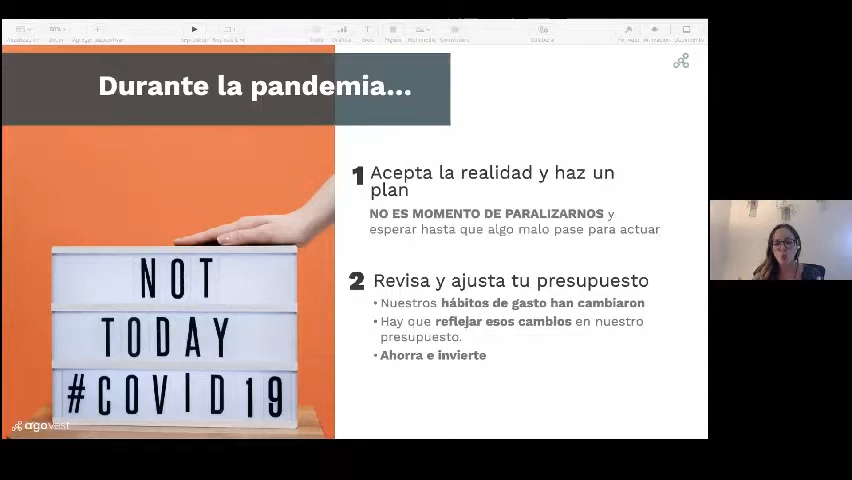 50%
Durante la pandemia...
1 Acepta la realidad y haz un
plan
NO ES MOMENTO DE PARALIZARNOS y
esperar hasta que algo malo pase para actuar
2 Revisa y ajusta tu presupuesto
• Nuestros hábitos de gasto han cambiaron
• Hay que reflejar esos cambios en nuestro
presupuesto.
• Ahorra e invierte
NOT
TODAY
#COVID19
agovest